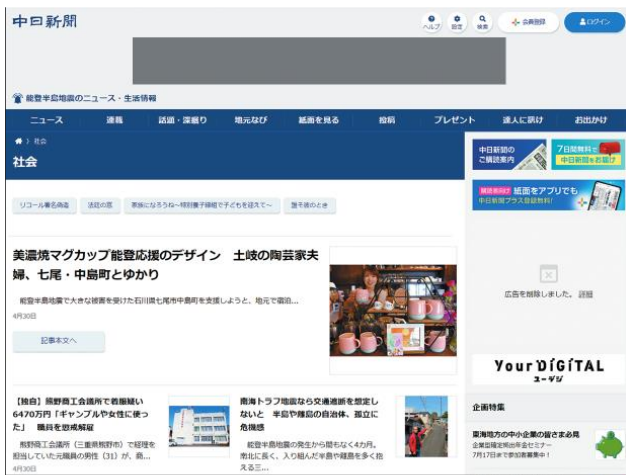 中日新聞
ヘルプ 設定 検索 会員登録 ログイン
能登半島地震のニュース・生活情報
ニュース 連載 話題・深掘り 地元なび 紙面を見る 投稿 プレゼント 達人に訊け お出かけ
社会
社会
中日新聞の
ご購読案内
7日間無料で
中日新聞をお届け
紙面をアプリでも
中日新聞プラス登録無料!
リコール署名偽造 法廷の窓 家族になろうね～特別養子縁組で子どもを迎えて～
美濃焼マグカップ能登応援のデザイン 土岐の陶芸家夫
婦、七尾・中島町とゆかり
能登半島地震で大きな被害を受けた石川県七尾市中島町を支援しようと、地元で宿泊...
4月30日
記事本文へ
広告を削除しました。 詳細
Your DiGiTAL
ユーデジ
【独自】熊野商工会議所で着服疑い
6470万円「ギャンブルや女性に使っ
た」 職員を懲戒解雇
熊野商工会議所（三重県熊野市）で経理を
担当していた元職員の男性（31）が、商...
4月30日
南海トラフ地震なら交通遮断を想定し
ないと 半島や離島の自治体、孤立に
危機感
能登半島地震の発生から間もなく4カ月。
南北に長く、入り組んだ半島や離島を多く抱
える三...
企画特集
東海地方の中小企業の皆さま必見
企業型確定拠出年金セミナー
7月17日まで参加者募集中！